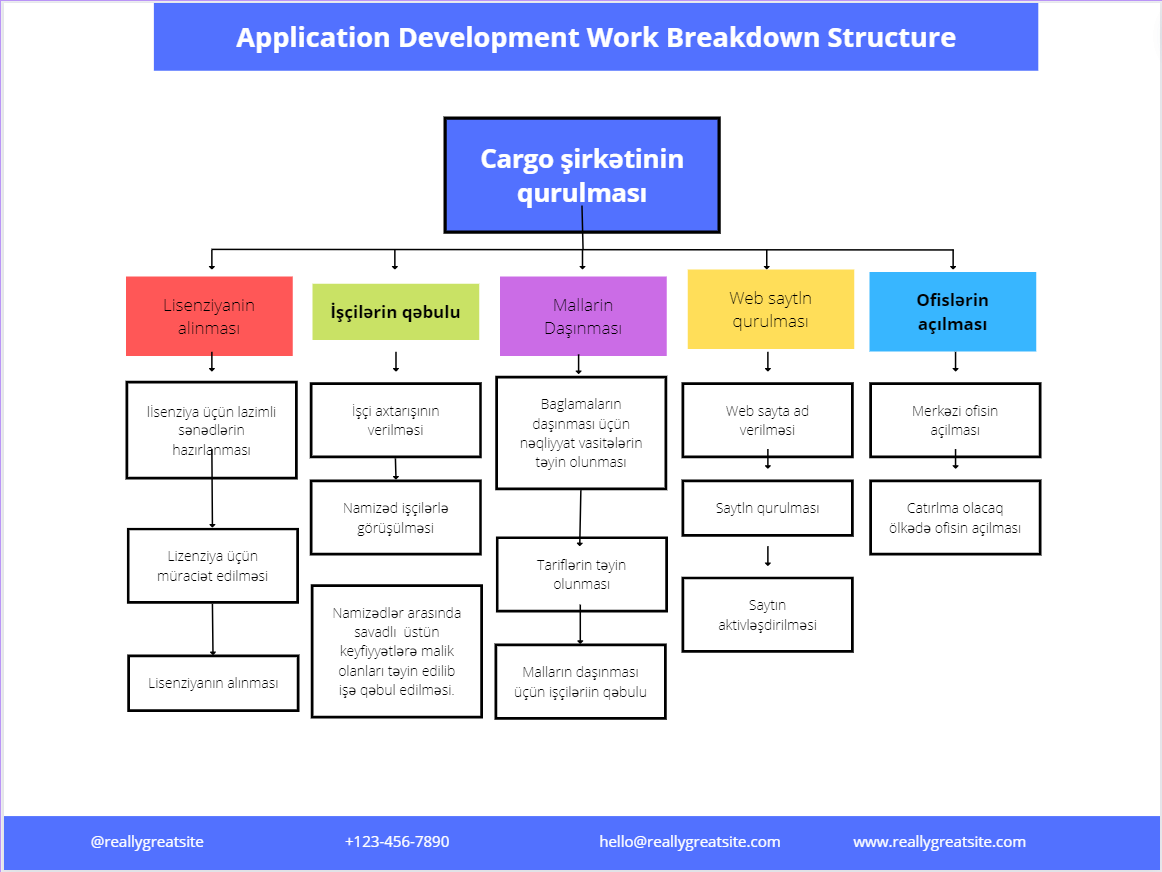 Application Development Work Breakdown Structure
Cargo şirkətinin
qurulması
Lisenziyanin
alinması
İşçilərin qəbulu
Mallarin
Daşınması
Web saytln
qurulması
Ofislərin
açılması
lİsenziya üçün lazimli
sənədlərin
hazırlanması
Lizenziya üçün
müraciət edilməsi
Lisenziyanın alınması
İşçi axtarışının
verilməsi
Namizəd işçilərlə
görüşülməsi
Namizədlər arasında
savadlı üstün
keyfiyyətlərə malik
olanları təyin edilib
işə qəbul edilməsi.
Baglamaların
daşınması üçün
nəqliyyat vasitələrin
təyin olunması
Tariflərin təyin
olunması
Malların daşınması
üçün işçiləriin qəbulu
Web sayta ad
verilməsi
Saytln qurulması
Saytın
aktivləşdirilməsi
Merkəzi ofisin
açilması
Catırlma olacaq
ölkədə ofisin açilması
@reallygreatsite
+123-456-7890
hello@reallygreatsite.com
www.reallygreatsite.com